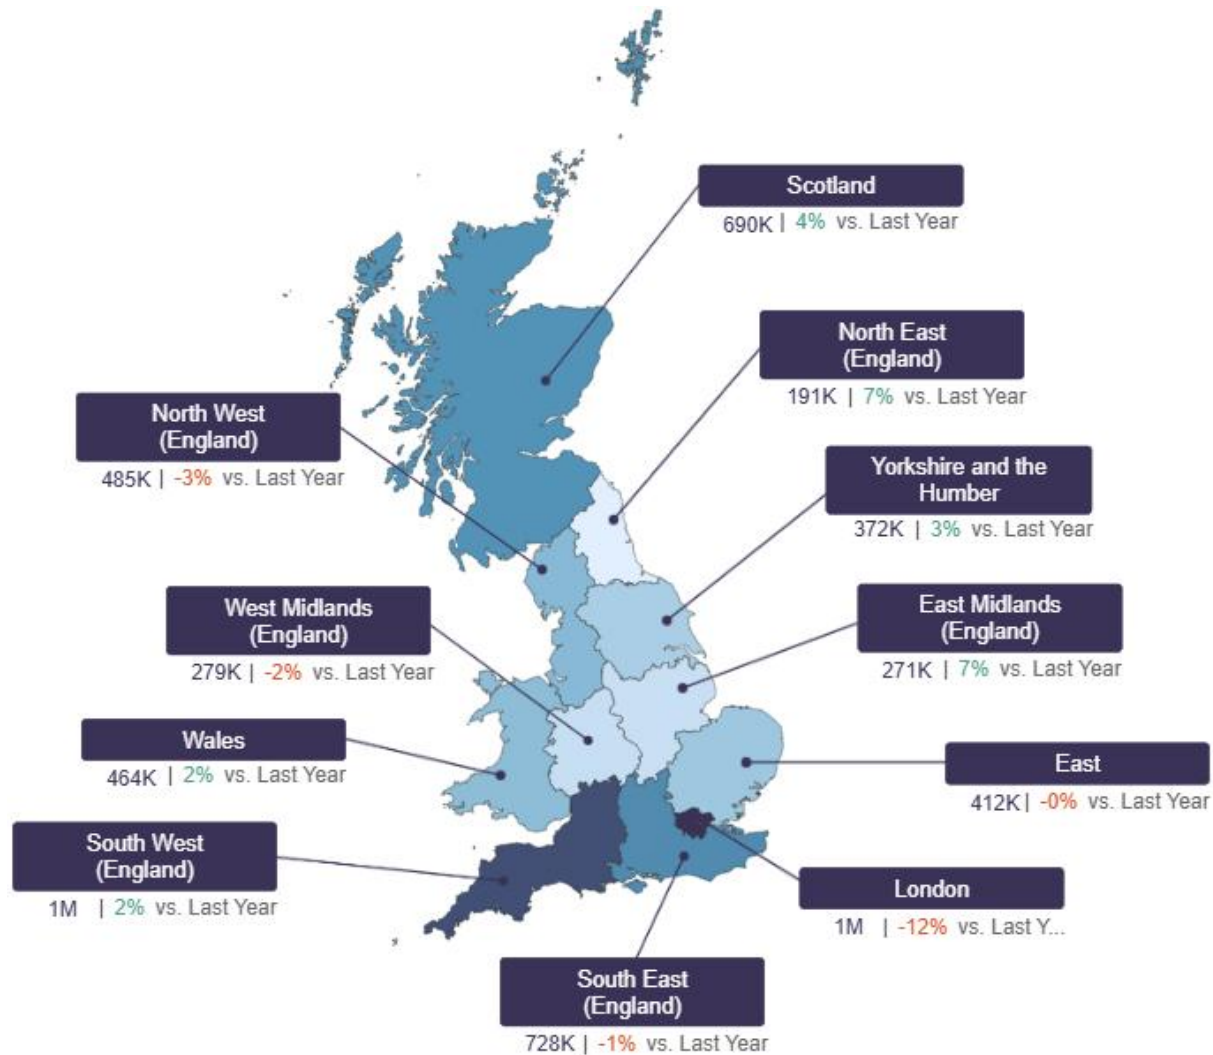 Scotland
690K | 4% vs. Last Year
North East
(England)
191K | 7% vs. Last Year
North West
(England)
485K | -3% vs. Last Year
Yorkshire and the
Humber
372K | 3% vs. Last Year
West Midlands
(England)
279K | -2% vs. Last Year
East Midlands
(England)
271K | 7% vs. Last Year
Wales
464K | 2% vs. Last Year
East
412K | -0% vs. Last Year
South West
(England)
1M | 2% vs. Last Year
London
1M | -12% vs. Last Y...
South East
(England)
728K | -1% vs. Last Year